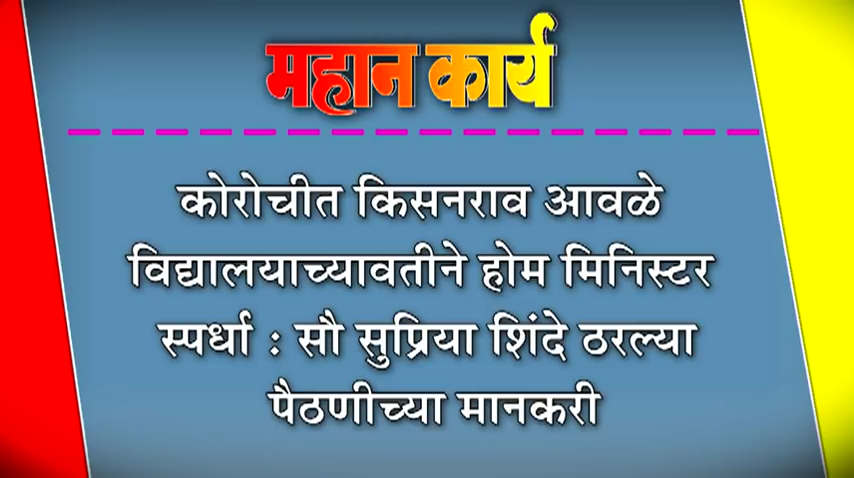 महान कार्य
कोरोचीत किसनराव आवळे
विद्यालयाच्यावतीने होम मिनिस्टर
स्पर्धा : सौ सुप्रिया शिंदे ठरल्या
पैठणीच्या मानकरी